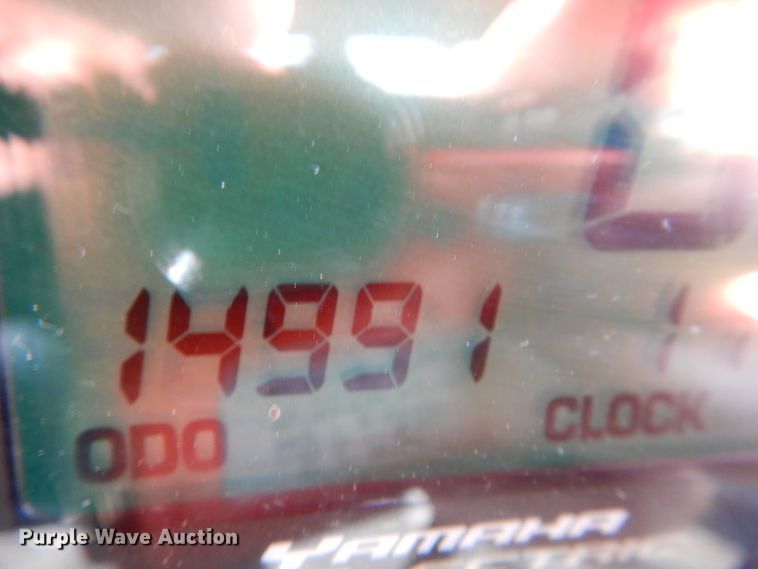 14991
ODO
CLOCK
YAMAHA
Purple Wave Auction®